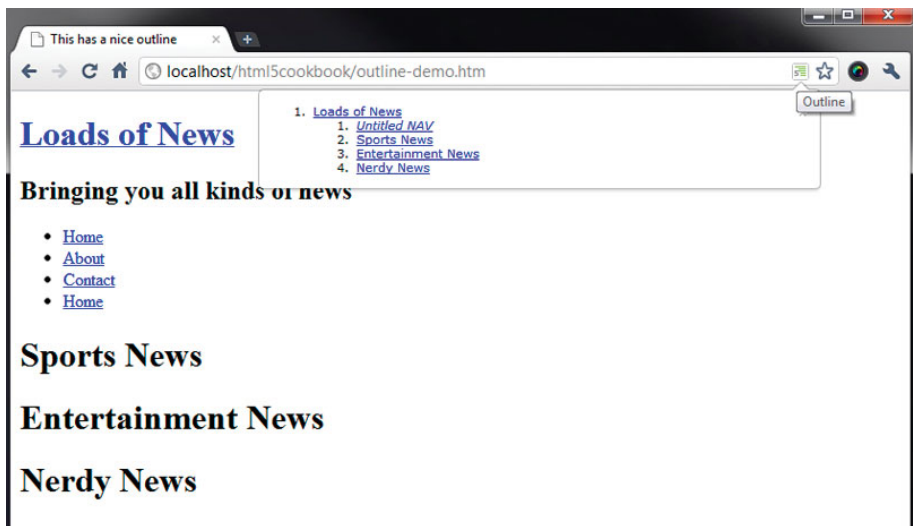 This has a nice outline
localhost/html5cookbook/outline-demo.htm
Outline
1. Loads of News
1. Untitled NAV
2. Sports News
3. Entertainment News
4. Nerdy News
Loads of News
Bringing you all kinds of news
• Home
• About
• Contact
• Home
Sports News
Entertainment News
Nerdy News